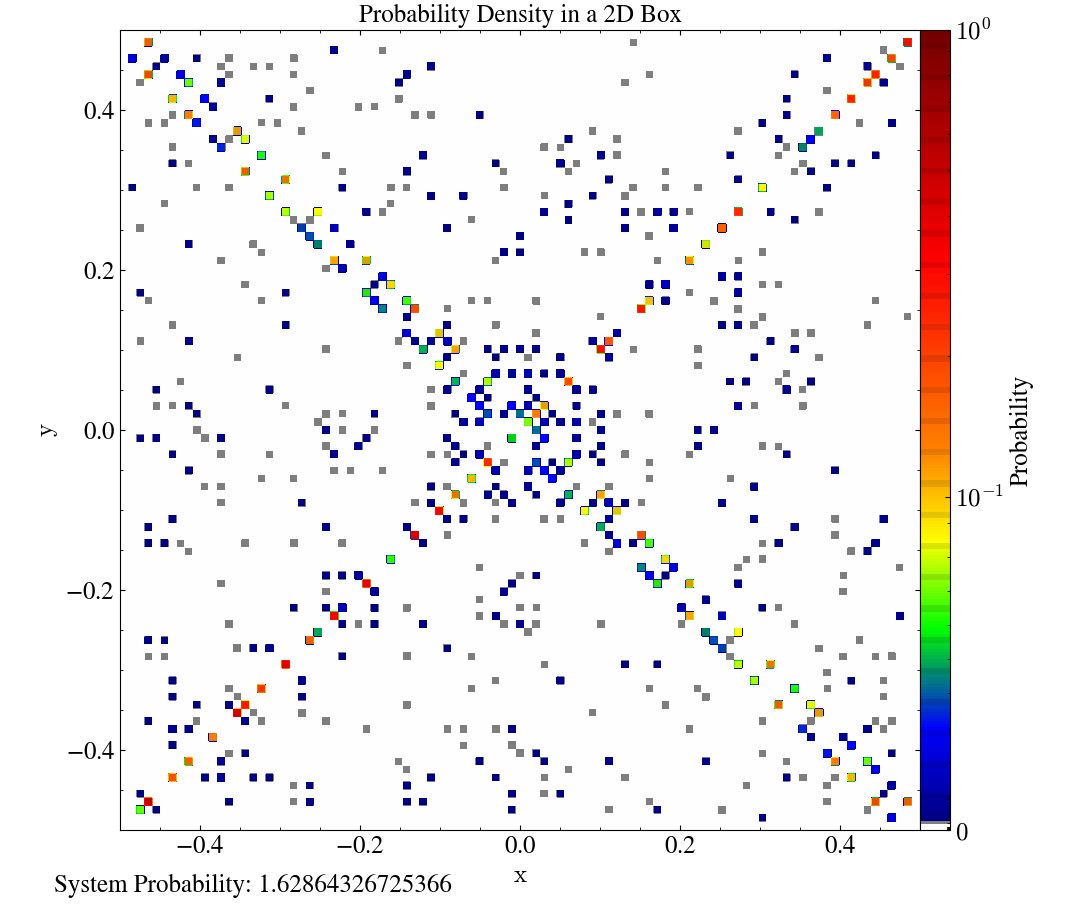 Probability Density in a 2D Box
10^0
0.4
0.2
0.0
−0.2
−0.4
y
10^−1
0
Probability
−0.4 −0.2 0.0 0.2 0.4
x
System Probability: 1.62864326725366